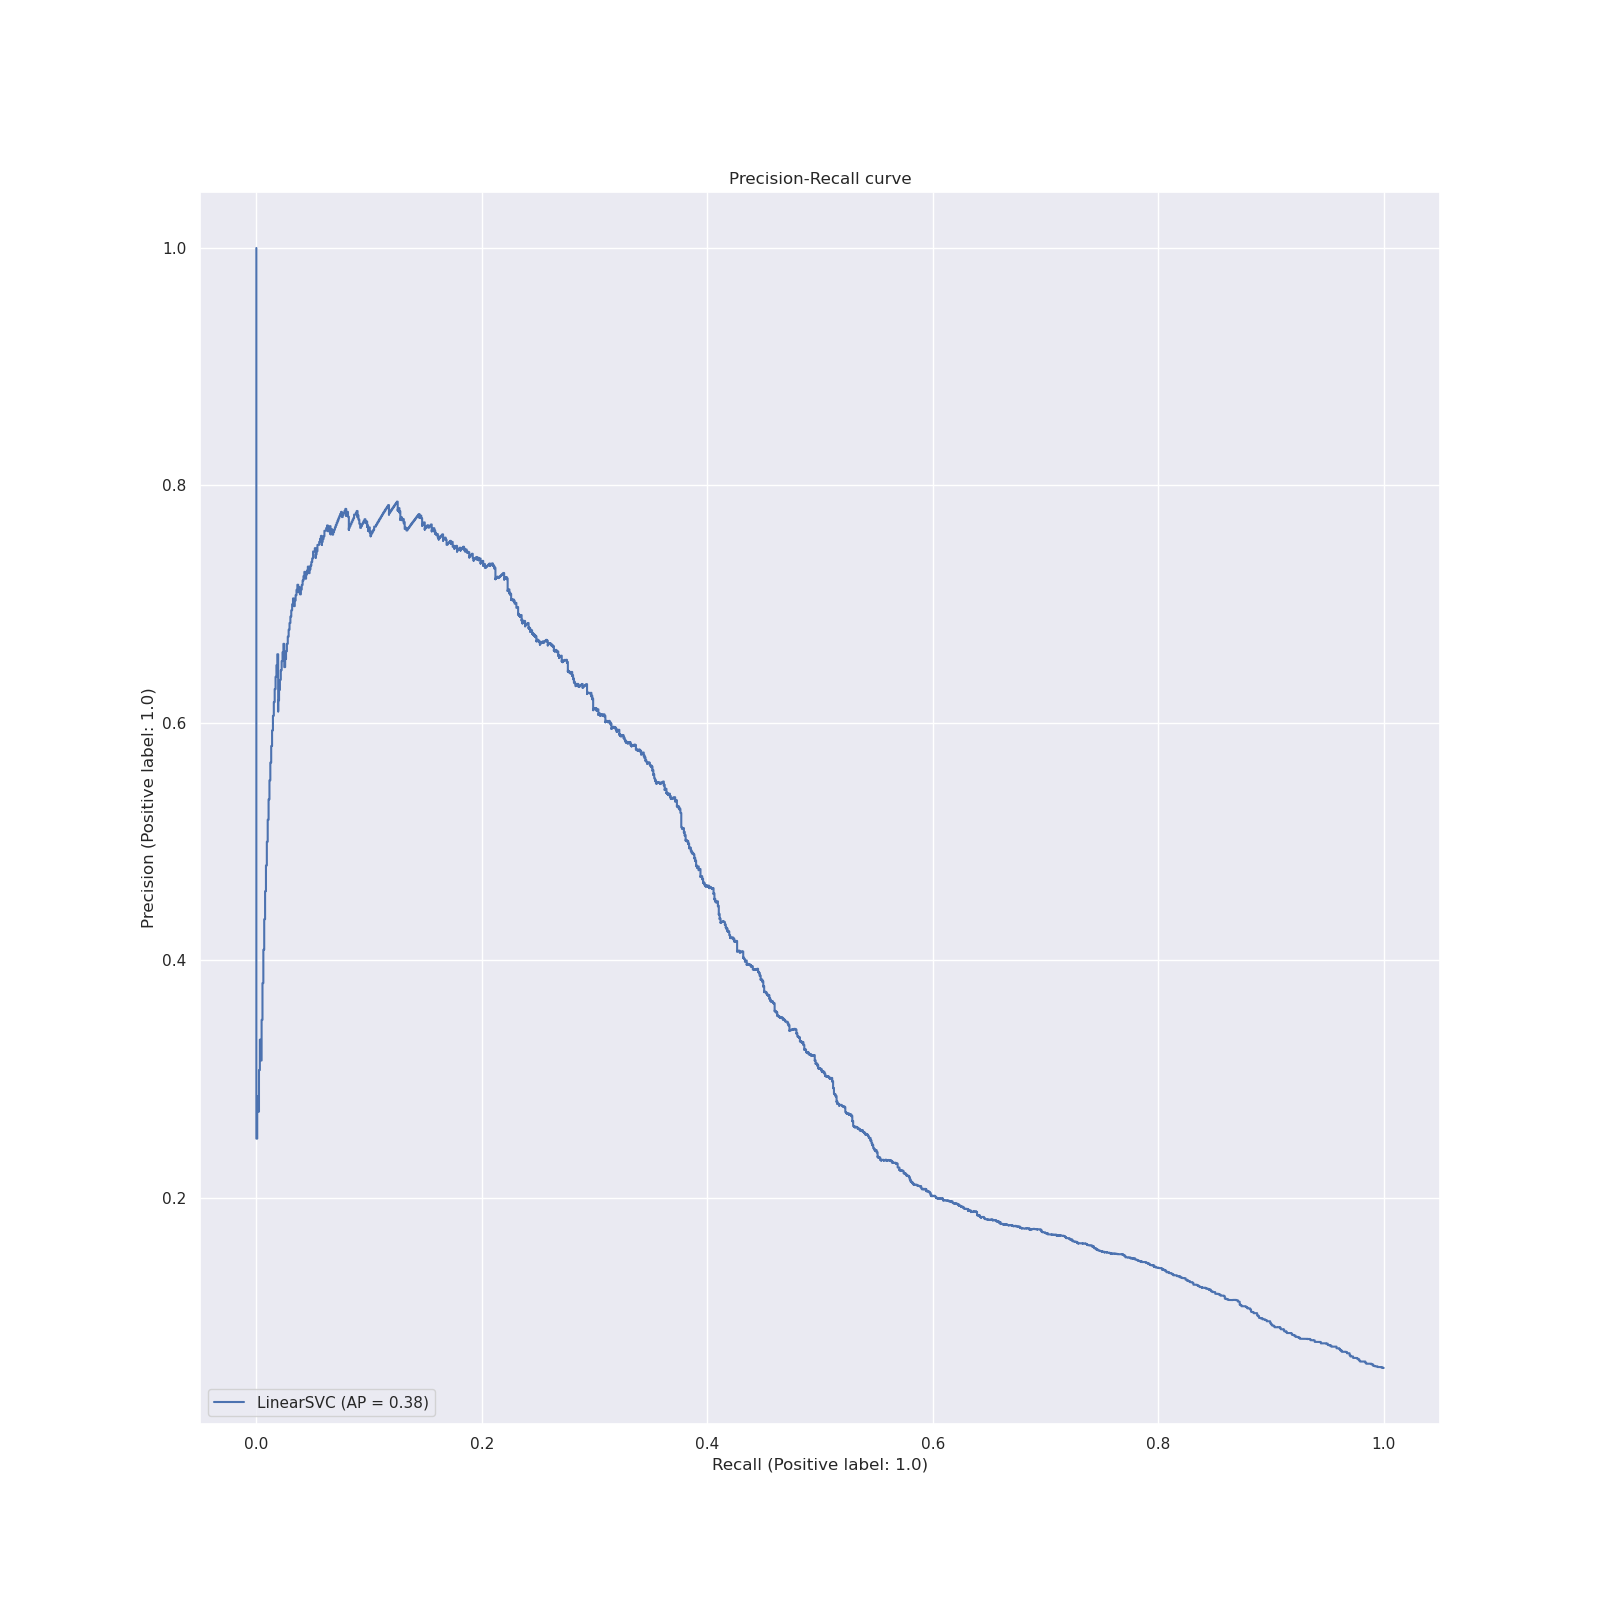 Precision-Recall curve
1.0
0.8
0.6
0.4
0.2
Precision (Positive label: 1.0)
LinearSVC (AP = 0.38)
0.0 0.2 0.4 0.6 0.8 1.0
Recall (Positive label: 1.0)